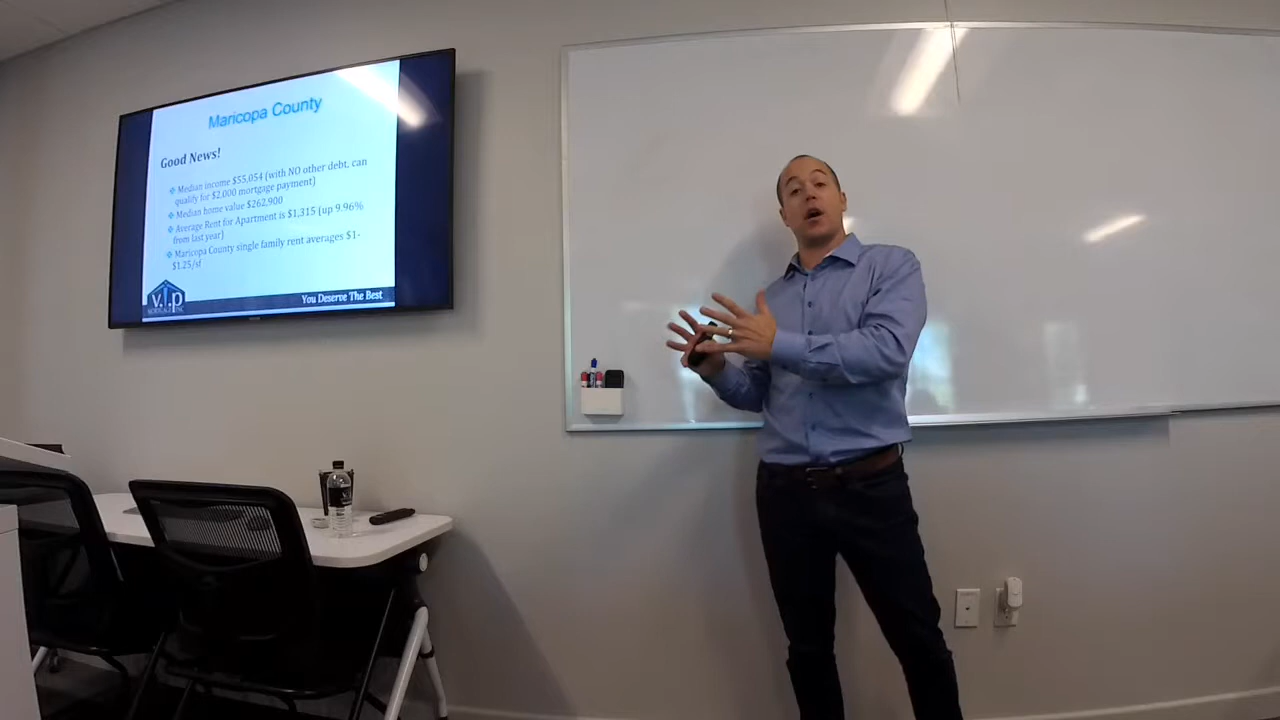 Maricopa County
Good News!
Median income $55,054 (with NO other debt, can
qualify for $2,000 mortgage payment)
Median home value $262,900
Average Rent for Apartment is $1,315 (up 9.96%
from last year)
Maricopa County single family rent averages $1-
$1.25/sf
v.i.p
MORTGAGE INC
You Deserve The Best